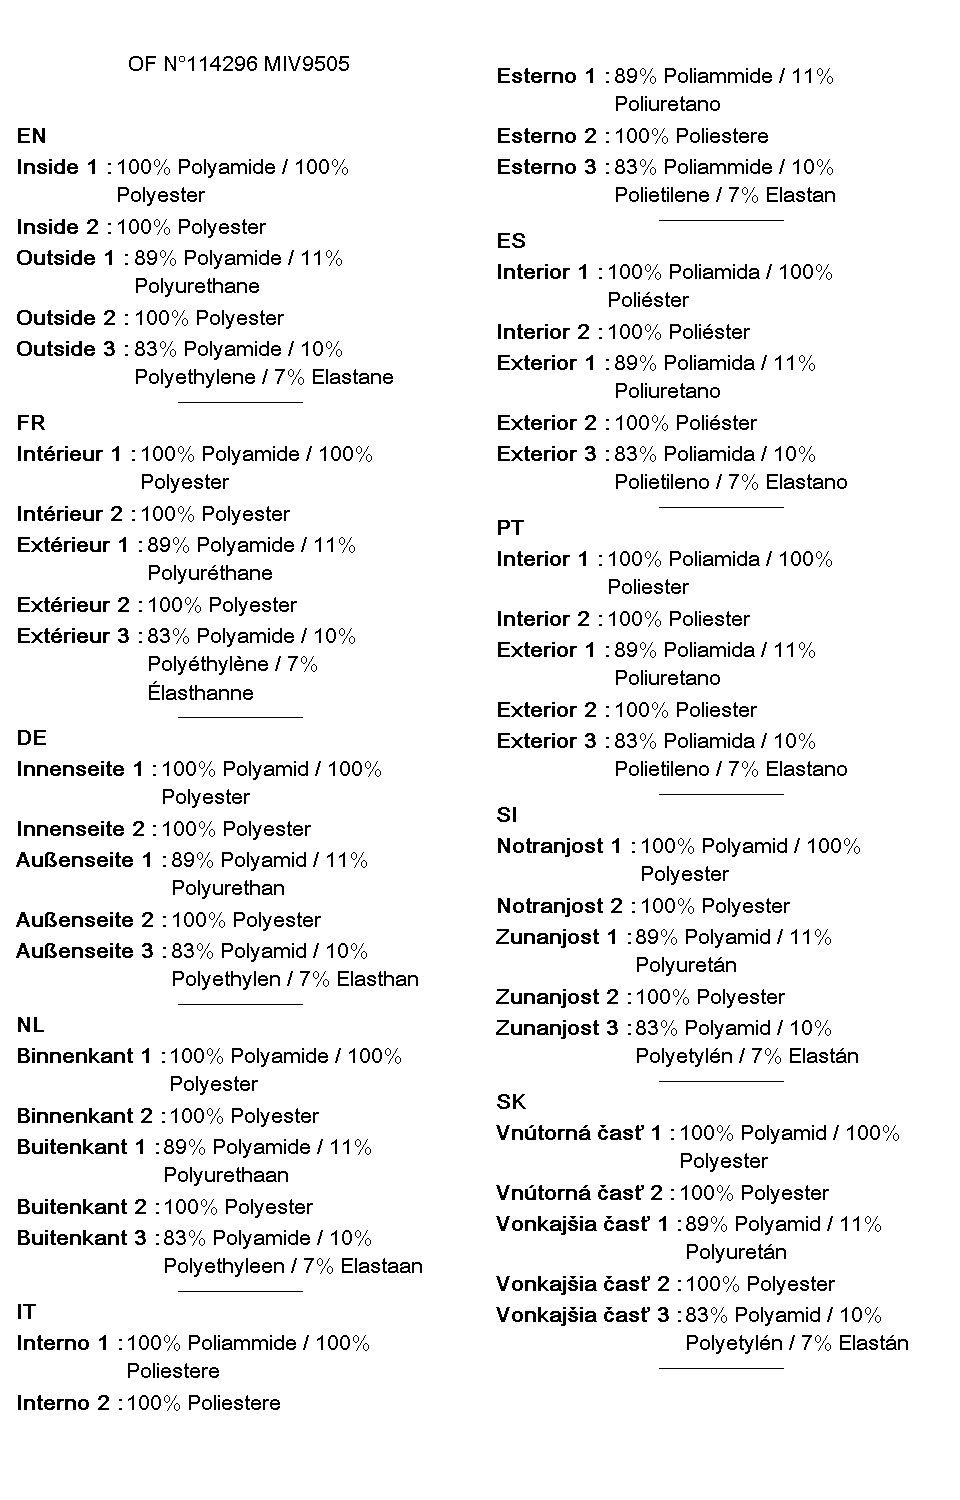 OF N°114296 MIV9505
EN
Inside 1 : 100% Polyamide / 100%
Polyester
Inside 2 : 100% Polyester
Outside 1 : 89% Polyamide / 11%
Polyurethane
Outside 2 : 100% Polyester
Outside 3 : 83% Polyamide / 10%
Polyethylene / 7% Elastane
FR
Intérieur 1 : 100% Polyamide / 100%
Polyester
Intérieur 2 : 100% Polyester
Extérieur 1 : 89% Polyamide / 11%
Polyuréthane
Extérieur 2 : 100% Polyester
Extérieur 3 : 83% Polyamide / 10%
Polyéthylène / 7%
Élasthanne
DE
Innenseite 1 : 100% Polyamid / 100%
Polyester
Innenseite 2 : 100% Polyester
Außenseite 1 : 89% Polyamid / 11%
Polyurethan
Außenseite 2 : 100% Polyester
Außenseite 3 : 83% Polyamid / 10%
Polyethylen / 7% Elasthan
NL
Binnenkant 1 : 100% Polyamide / 100%
Polyester
Binnenkant 2 : 100% Polyester
Buitenkant 1 : 89% Polyamide / 11%
Polyurethaan
Buitenkant 2 : 100% Polyester
Buitenkant 3 : 83% Polyamide / 10%
Polyethyleen / 7% Elastaan
IT
Interno 1 : 100% Poliammide / 100%
Poliestere
Interno 2 : 100% Poliestere
Esterno 1 : 89% Poliammide / 11%
Poliuretano
Esterno 2 : 100% Poliestere
Esterno 3 : 83% Poliammide / 10%
Polietilene / 7% Elastan
ES
Interior 1 : 100% Poliamida / 100%
Poliéster
Interior 2 : 100% Poliéster
Exterior 1 : 89% Poliamida / 11%
Poliuretano
Exterior 2 : 100% Poliéster
Exterior 3 : 83% Poliamida / 10%
Polietileno / 7% Elastano
PT
Interior 1 : 100% Poliamida / 100%
Poliester
Interior 2 : 100% Poliester
Exterior 1 : 89% Poliamida / 11%
Poliuretano
Exterior 2 : 100% Poliester
Exterior 3 : 83% Poliamida / 10%
Polietileno / 7% Elastano
SI
Notranjost 1 : 100% Polyamid / 100%
Polyester
Notranjost 2 : 100% Polyester
Zunanjost 1 : 89% Polyamid / 11%
Polyuretán
Zunanjost 2 : 100% Polyester
Zunanjost 3 : 83% Polyamid / 10%
Polyetylén / 7% Elastán
SK
Vnútorná časť 1 : 100% Polyamid / 100%
Polyester
Vnútorná časť 2 : 100% Polyester
Vonkajšia časť 1 : 89% Polyamid / 11%
Polyuretán
Vonkajšia časť 2 : 100% Polyester
Vonkajšia časť 3 : 83% Polyamid / 10%
Polyetylén / 7% Elastán